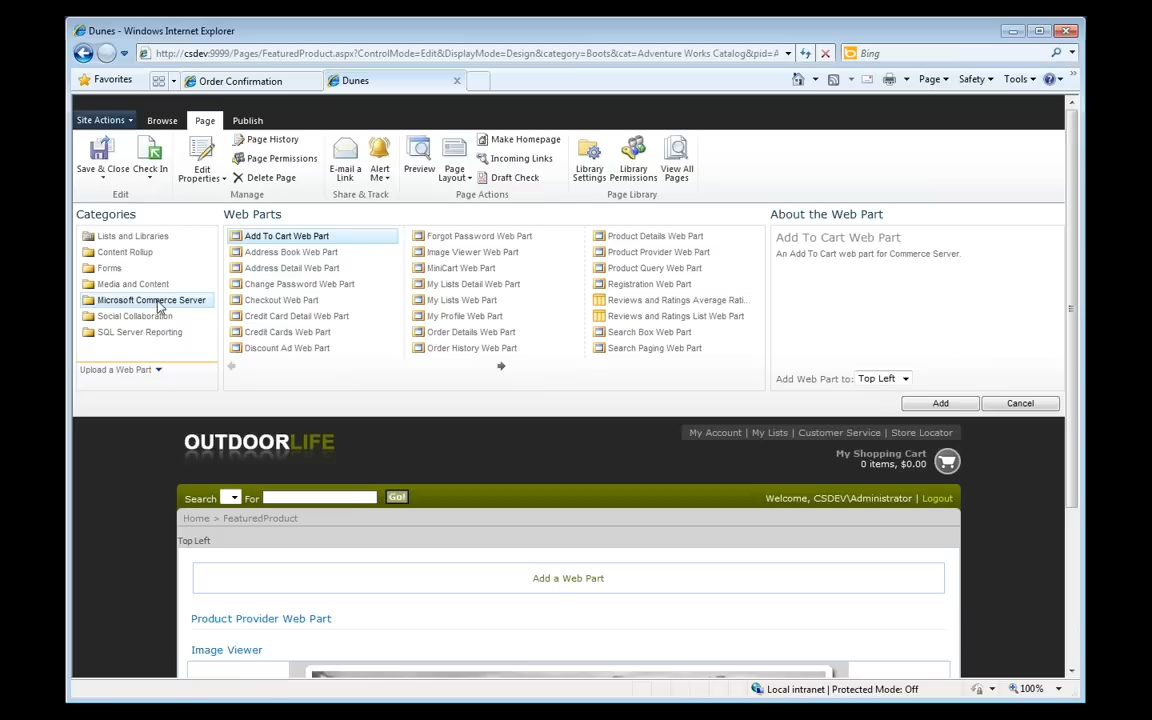 Dunes - Windows Internet Explorer
http://csdev:9999/Pages/FeaturedProduct.aspx?ControlMode=Edit&DisplayMode=Design&category=Boots&cat=Adventure Works Catalog&pid=A
Bing
Favorites
Order Confirmation
Dunes
Page
Safety
Tools
Site Actions
Browse
Page
Publish
Save & Close
Check In
Edit Properties
Page History
Page Permissions
Delete Page
E-mail a Link
Alert Me
Preview
Page Layout
Make Homepage
Incoming Links
Draft Check
Library Settings
Library Permissions
View All Pages
Edit
Manage
Share & Track
Page Actions
Page Library
Categories
Lists and Libraries
Content Rollup
Forms
Media and Content
Microsoft Commerce Server
Social Collaboration
SQL Server Reporting
Upload a Web Part
Web Parts
Add To Cart Web Part
Address Book Web Part
Address Detail Web Part
Change Password Web Part
Checkout Web Part
Credit Card Detail Web Part
Credit Cards Web Part
Discount Ad Web Part
Forgot Password Web Part
Image Viewer Web Part
MiniCart Web Part
My Lists Detail Web Part
My Lists Web Part
My Profile Web Part
Order Details Web Part
Order History Web Part
Product Details Web Part
Product Provider Web Part
Product Query Web Part
Registration Web Part
Reviews and Ratings Average Rati...
Reviews and Ratings List Web Part
Search Box Web Part
Search Paging Web Part
About the Web Part
Add To Cart Web Part
An Add To Cart web part for Commerce Server.
Add Web Part to: Top Left
Add
Cancel
OUTDOORLIFE
My Account | My Lists | Customer Service | Store Locator
My Shopping Cart
0 items, $0.00
Search For Go!
Welcome, CSDEV\Administrator | Logout
Home > FeaturedProduct
Top Left
Add a Web Part
Product Provider Web Part
Image Viewer
Local intranet | Protected Mode: Off
100%